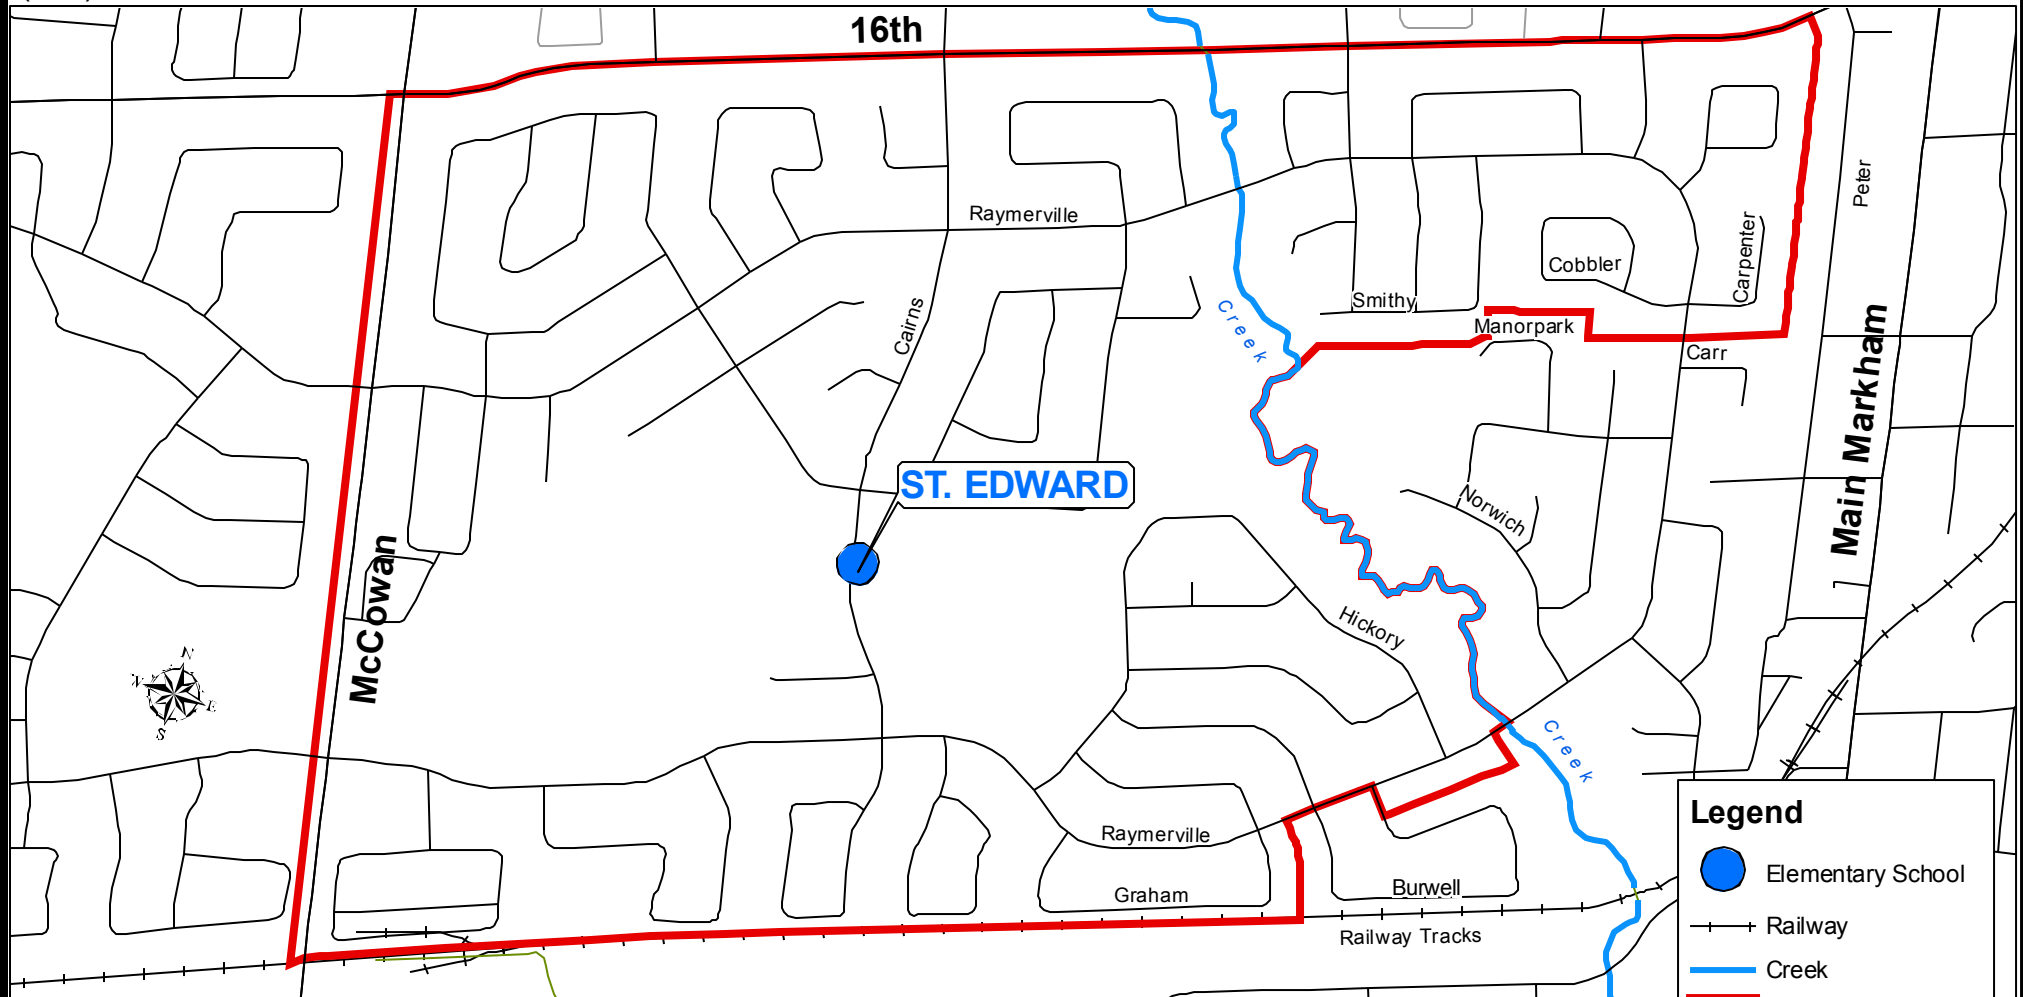 16th
Raymerville
Peter
Carpenter
Cobbler
Smithy
Manorpark
Carr
Cairns
Creek
Main Markham
ST. EDWARD
Norwich
McCowan
Hickory
N
W
E
S
Creek
Raymerville
Graham
Burwell
Railway Tracks
Legend
Elementary School
Railway
Creek